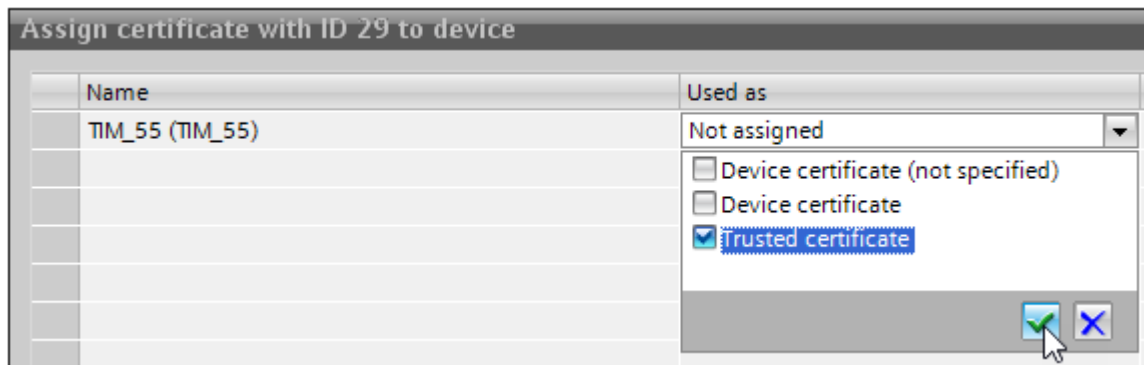 Assign certificate with ID 29 to device
Name Used as
TIM_55 (TIM_55) Not assigned
Device certificate (not specified)
Device certificate
Trusted certificate